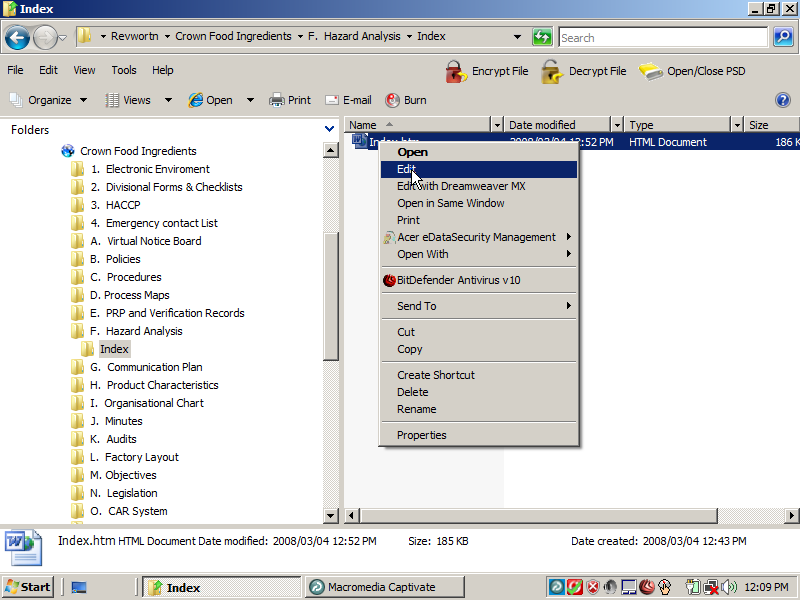 Index
Revwortn Crown Food Ingredients F. Hazard Analysis Index Search
File Edit View Tools Help Encrypt File Decrypt File Open/Close PSD
Organize Views Open Print E-mail Burn
Folders
Name Date modified Type Size
Crown Food Ingredients
1. Electronic Enviroment
2. Divisional Forms & Checklists
3. HACCP
4. Emergency contact List
A. Virtual Notice Board
B. Policies
C. Procedures
D. Process Maps
E. PRP and Verification Records
F. Hazard Analysis
Index
G. Communication Plan
H. Product Characteristics
I. Organisational Chart
J. Minutes
K. Audits
L. Factory Layout
M. Objectives
N. Legislation
O. CAR System
Index.htm 2008/03/04 12:52 PM HTML Document 186 K
Open
Edit
Edit with Dreamweaver MX
Open in Same Window
Print
Acer eDataSecurity Management
Open With
BitDefender Antivirus v10
Send To
Cut
Copy
Create Shortcut
Delete
Rename
Properties
Index.htm HTML Document Date modified: 2008/03/04 12:52 PM Size: 185 KB Date created: 2008/03/04 12:43 PM
Start Index Macromedia Captivate 12:09 PM